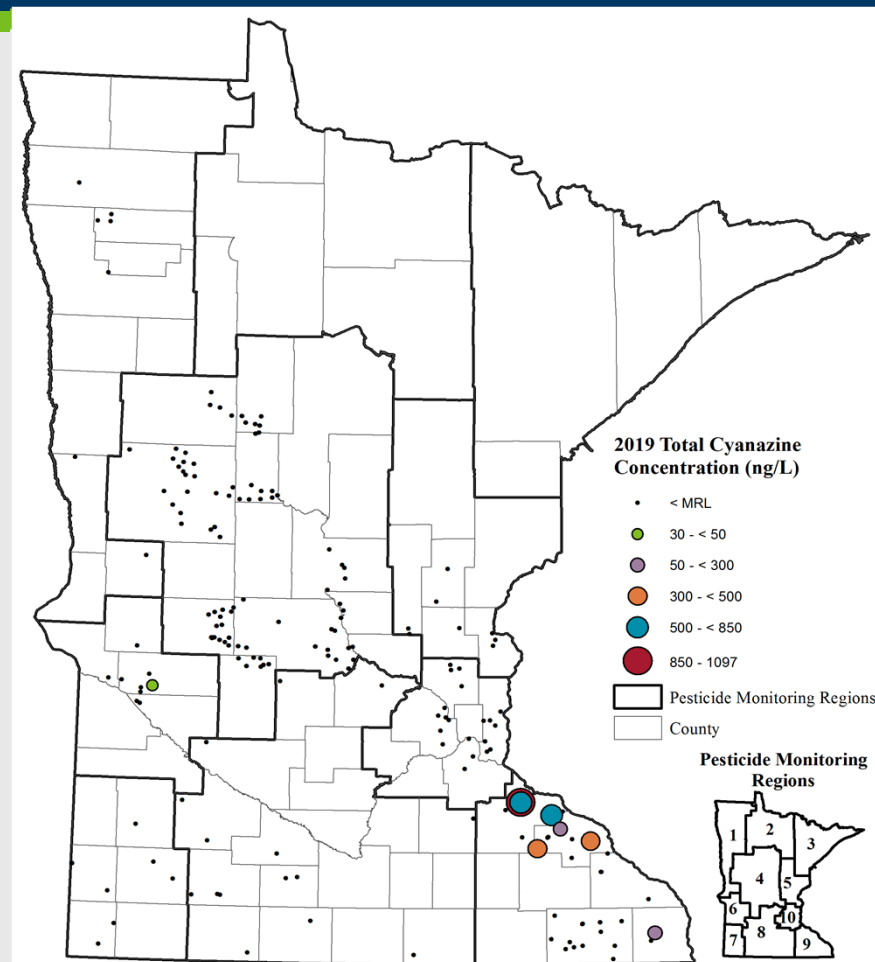 2019 Total Cyanazine
Concentration (ng/L)
< MRL
30 - < 50
50 - < 300
300 - < 500
500 - < 850
850 - 1097
Pesticide Monitoring Regions
County
Pesticide Monitoring
Regions
1
2
3
4
5
6
10
7
8
9